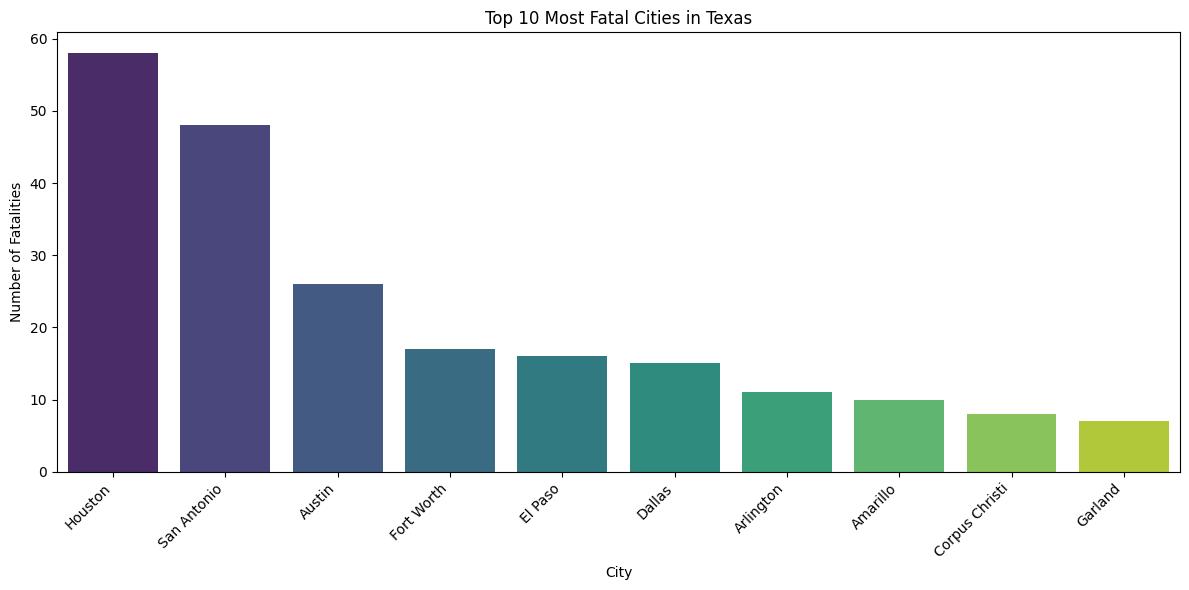 Top 10 Most Fatal Cities in Texas
Number of Fatalities
60
50
40
30
20
10
0
Houston
San Antonio
Austin
Fort Worth
El Paso
Dallas
Arlington
Amarillo
Corpus Christi
Garland
City